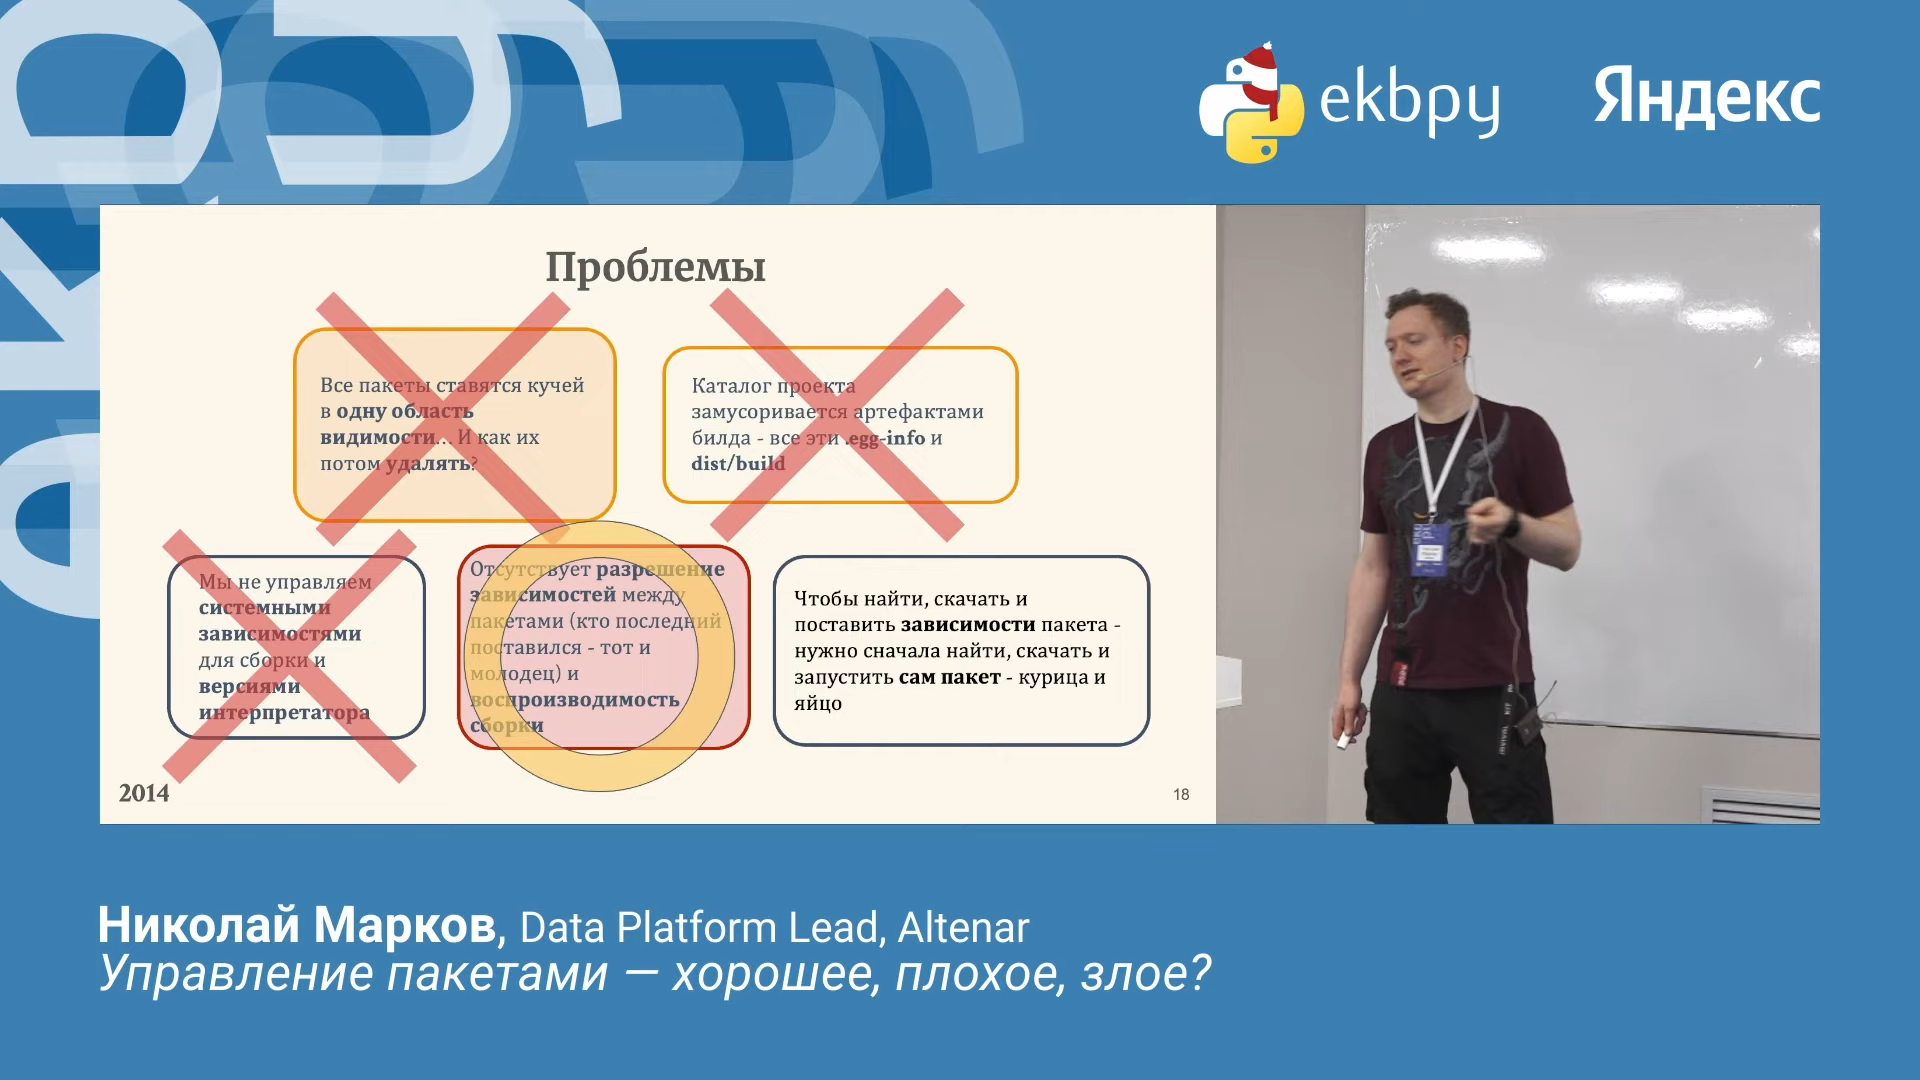 ekbpy
Яндекс
Проблемы
Все пакеты ставятся кучей
в одну область
видимости... И как их
потом удалять?
Каталог проекта
замусоривается артефактами
билда - все эти .egg-info и
dist/build
Мы не управляем
системными
зависимостями
для сборки и
версиями
интерпретатора
Отсутствует разрешение
зависимостей между
пакетами (кто последний
поставился - тот и
молодец) и
воспроизводимость
сборки
Чтобы найти, скачать и
поставить зависимости пакета -
нужно сначала найти, скачать и
запустить сам пакет - курица и
яйцо
2014
18
Николай Марков, Data Platform Lead, Altenar
Управление пакетами — хорошее, плохое, злое?